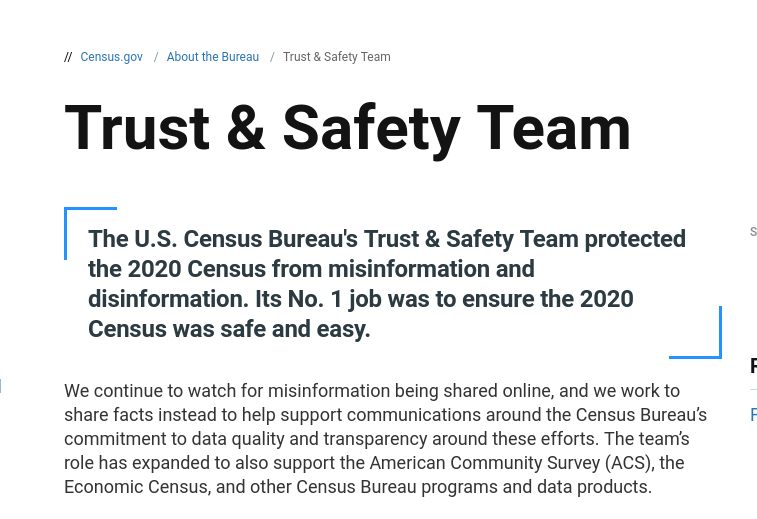 // Census.gov / About the Bureau / Trust & Safety Team
Trust & Safety Team
The U.S. Census Bureau's Trust & Safety Team protected
the 2020 Census from misinformation and
disinformation. Its No. 1 job was to ensure the 2020
Census was safe and easy.
We continue to watch for misinformation being shared online, and we work to
share facts instead to help support communications around the Census Bureau’s
commitment to data quality and transparency around these efforts. The team’s
role has expanded to also support the American Community Survey (ACS), the
Economic Census, and other Census Bureau programs and data products.